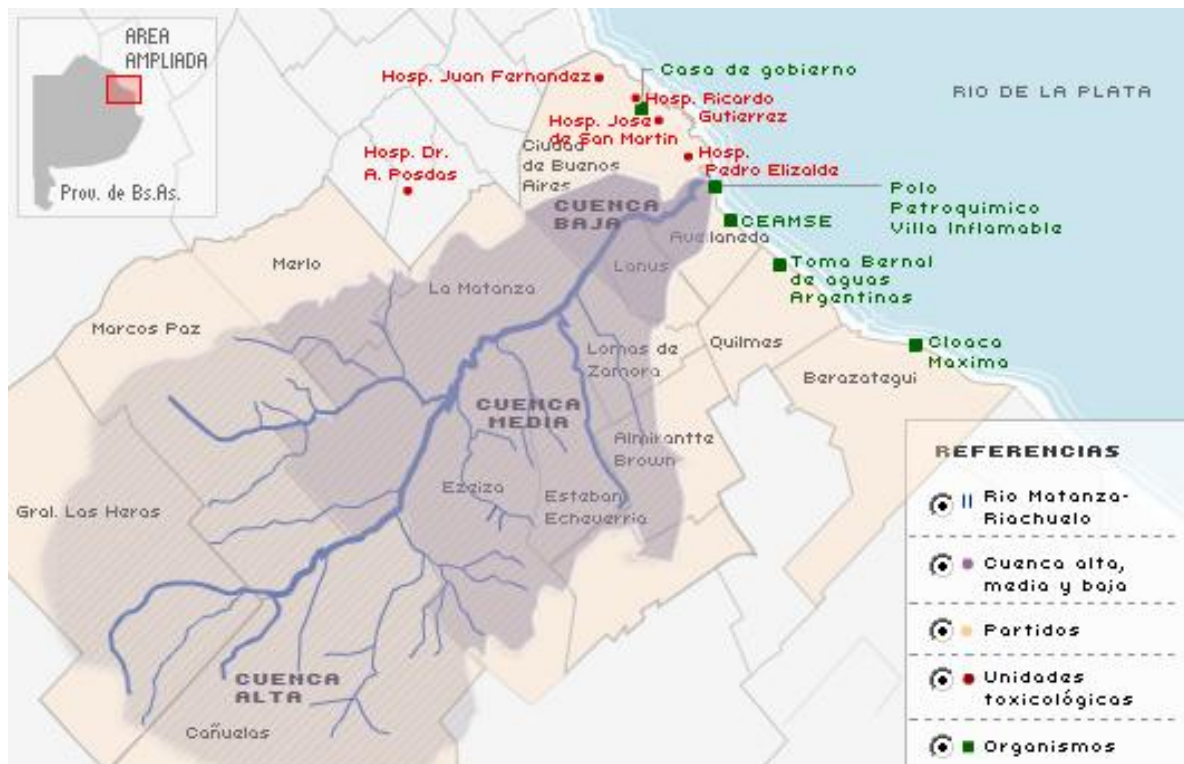 AREA
AMPLIADA
Prov. de Bs.As.
Hosp. Juan Fernandez
Casa de gobierno
Hosp. Ricardo
Gutierrez
Hosp. Jose
de San Martin
Hosp. Dr.
A. Posdas
Ciudad
de Buenos
Aires
Hosp.
Pedro Elizalde
RIO DE LA PLATA
CUENCA
BAJA
Polo
Petroquimico
Villa Inflamable
CEAMSE
Avellaneda
Lanus
Toma Bernal
de aguas
Argentinas
Merlo
La Matanza
Marcos Paz
Lomas de
Zamora
Quilmes
Cloaca
Maxima
Berazategui
CUENCA
MEDIA
Almirantte
Brown
Ezeiza
Esteban
Echeverria
Gral. Las Heras
CUENCA
ALTA
Cañuelas
REFERENCIAS
Rio Matanza-
Riachuelo
Cuenca alta,
media y baja
Partidos
Unidades
toxicológicas
Organismos